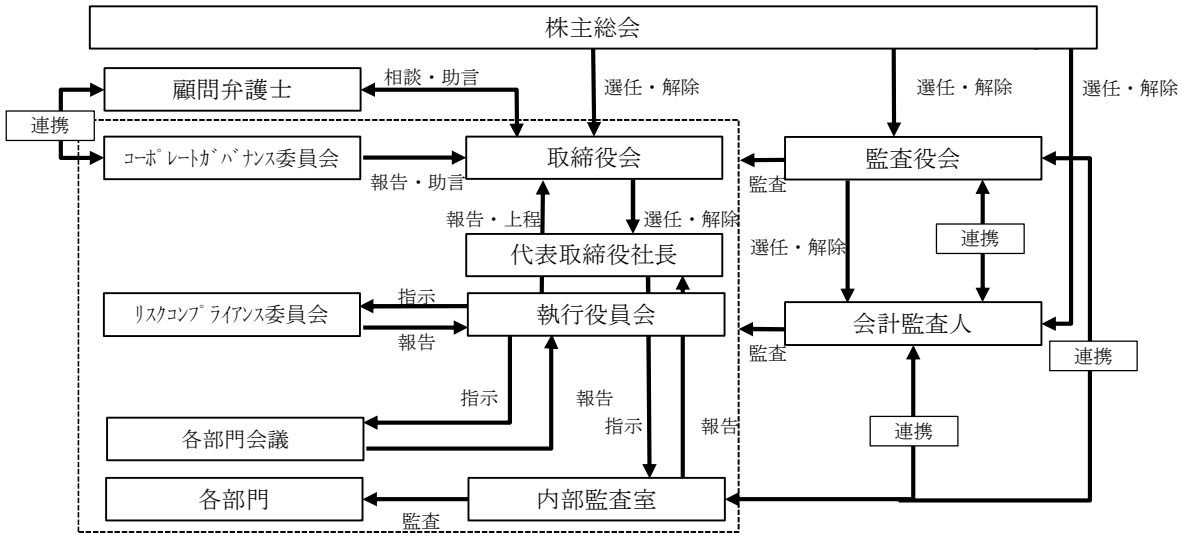 株主総会
選任・解除
選任・解除
選任・解除
顧問弁護士
相談・助言
連携
コーポレートガバナンス委員会
報告・助言
取締役会
監査
監査役会
報告・上程
選任・解除
選任・解除
連携
代表取締役社長
リスクコンプライアンス委員会
指示
報告
執行役員会
監査
会計監査人
連携
指示
報告
指示
報告
連携
各部門会議
各部門
監査
内部監査室